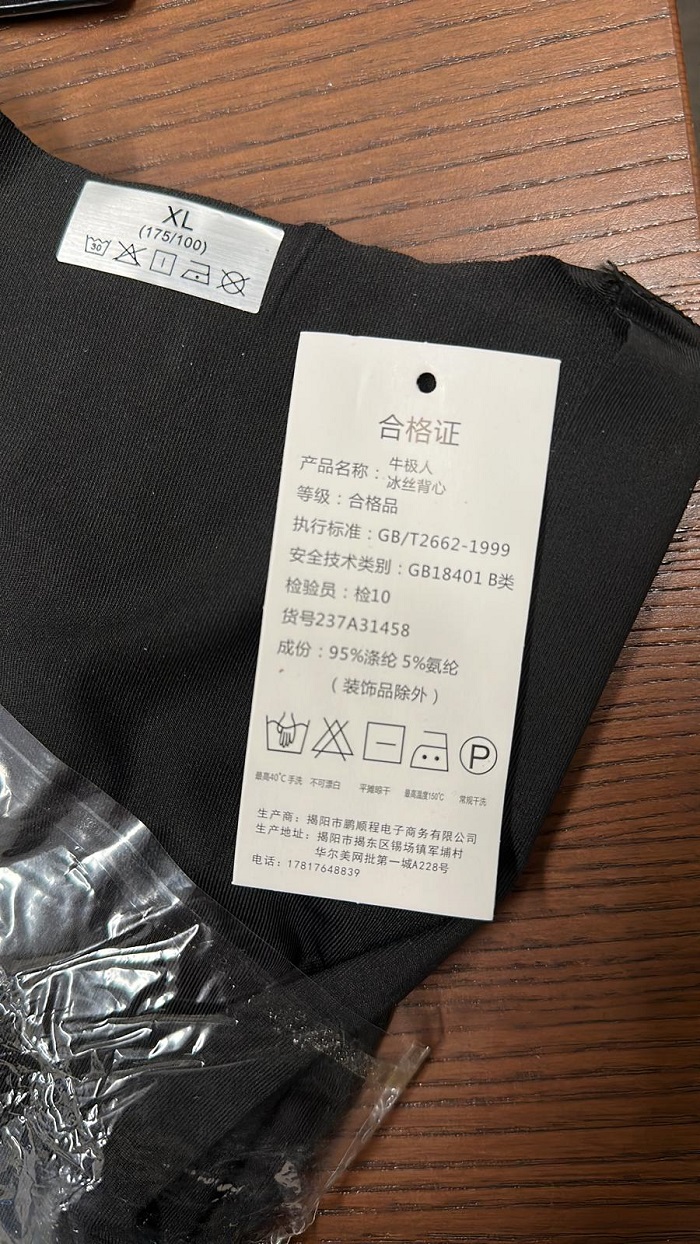 XL
(175/100)
30
合格证
产品名称：牛极人
冰丝背心
等级：合格品
执行标准：GB/T2662-1999
安全技术类别：GB18401 B类
检验员：检10
货号237A31458
成份：95%涤纶 5%氨纶
（装饰品除外）
P
最高40℃手洗 不可漂白 平摊晾干 最高温度150℃ 常规干洗
生产商：揭阳市鹏顺程电子商务有限公司
生产地址：揭阳市揭东区锡场镇军埔村
华尔美网批第一城A228号
电话：17817648839